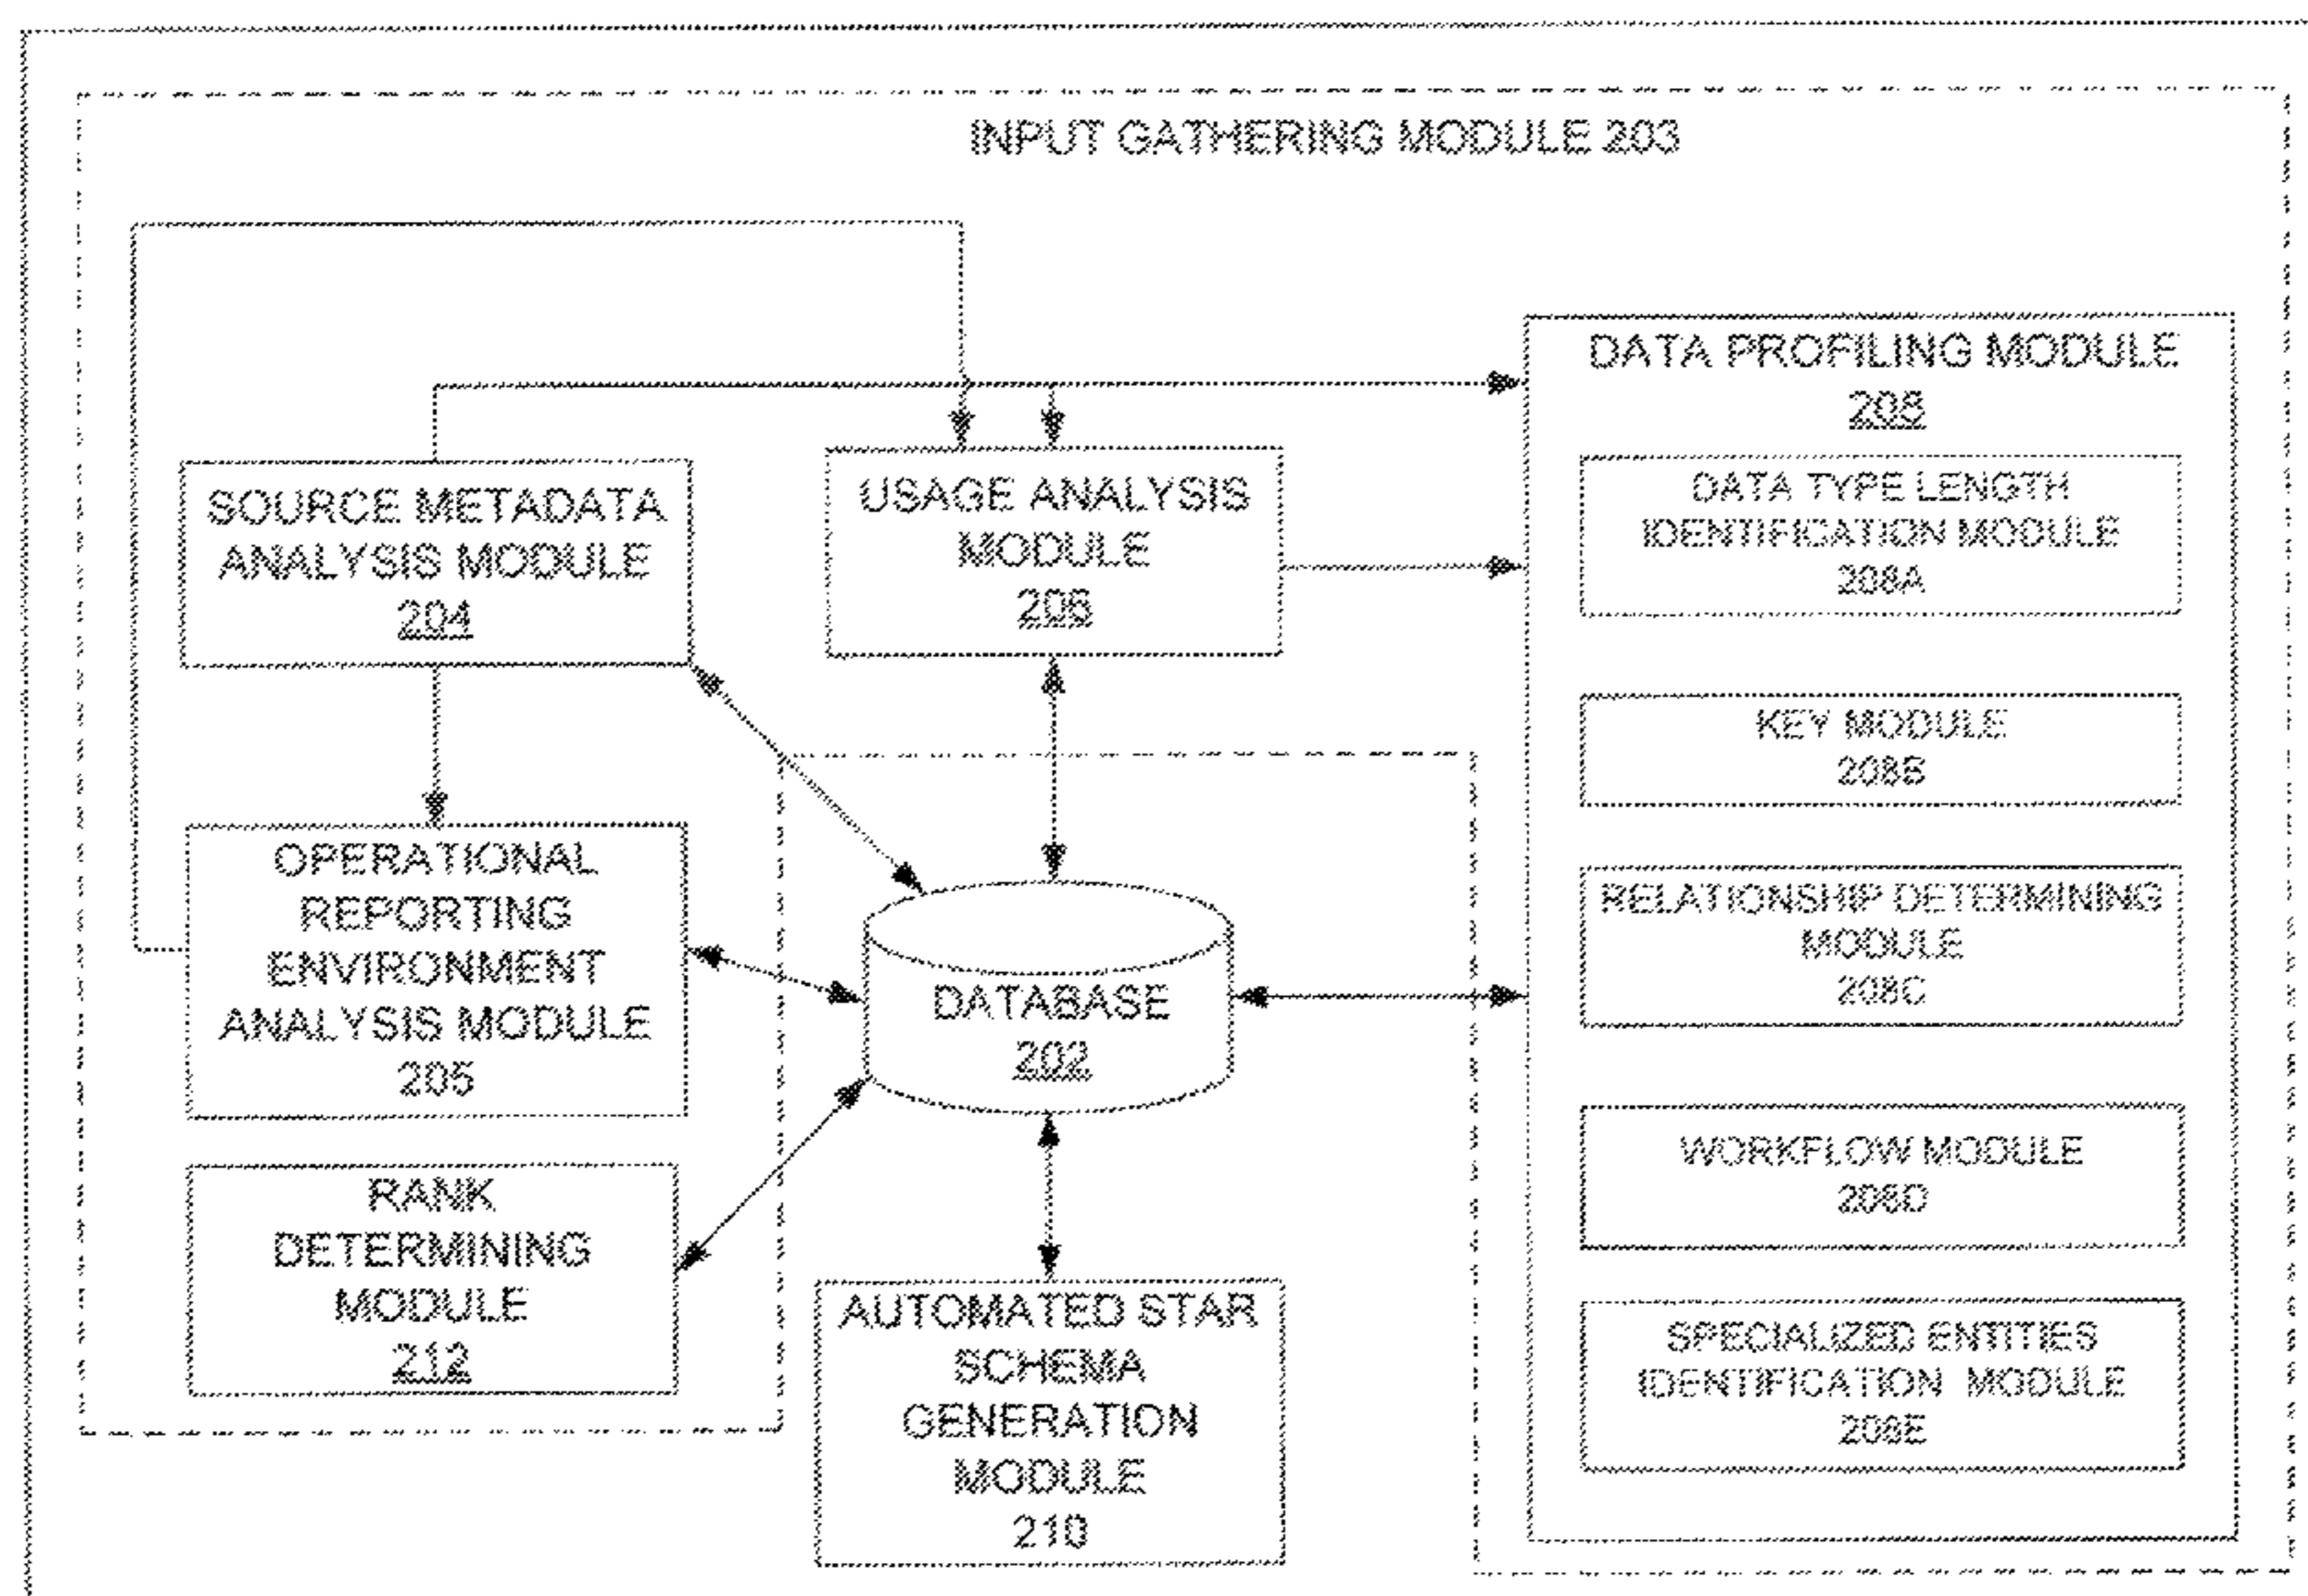 INPUT GATHERING MODULE 203
SOURCE METADATA
ANALYSIS MODULE
204
USAGE ANALYSIS
MODULE
206
DATA PROFILING MODULE
208
DATA TYPE LENGTH
IDENTIFICATION MODULE
208A
KEY MODULE
208B
RELATIONSHIP DETERMINING
MODULE
208C
WORKFLOW MODULE
208D
SPECIALIZED ENTITIES
IDENTIFICATION MODULE
208E
OPERATIONAL
REPORTING
ENVIRONMENT
ANALYSIS MODULE
205
DATABASE
202
RANK
DETERMINING
MODULE
212
AUTOMATED STAR
SCHEMA
GENERATION
MODULE
210